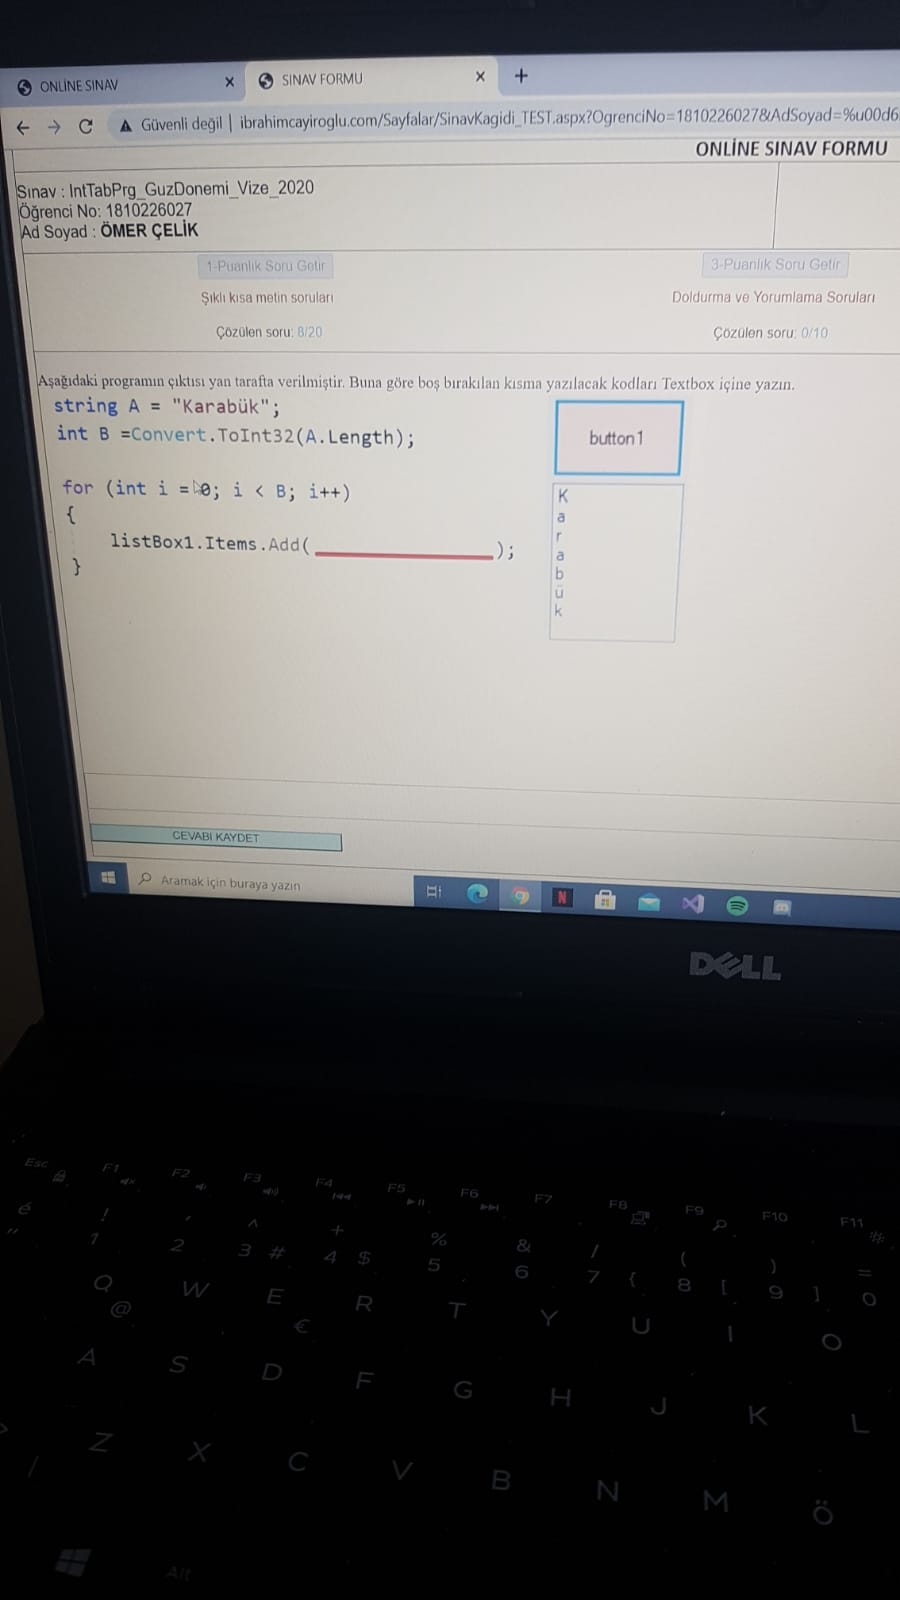 ONLİNE SINAV
SINAV FORMU
Güvenli değil | ibrahimcayiroglu.com/Sayfalar/SinavKagidi_TEST.aspx?OgrenciNo=1810226027&AdSoyad=%u00d6
ONLİNE SINAV FORMU
Sınav : IntTabPrg_GuzDonemi_Vize_2020
Öğrenci No: 1810226027
Ad Soyad : ÖMER ÇELİK
1-Puanlık Soru Getir
3-Puanlık Soru Getir
Şıklı kısa metin soruları
Doldurma ve Yorumlama Soruları
Çözülen soru: 8/20
Çözülen soru: 0/10
Aşağıdaki programın çıktısı yan tarafta verilmiştir. Buna göre boş bırakılan kısma yazılacak kodları Textbox içine yazın.
string A = "Karabük";
int B =Convert.ToInt32(A.Length);
for (int i = 0; i < B; i++)
{
listBox1.Items.Add( );
}
button1
K
a
r
a
b
ü
k
CEVABI KAYDET
Aramak için buraya yazın
N
DELL
Esc F1 F2 F3 F4 F5 F6 F7 F8 F9 F10 F11
é ! ' ^ + % & / ( ) =
" 1 2 3 # 4 $ 5 6 7 { 8 [ 9 ] 0
Q W E R T Y U I O
@ €
A S D F G H J K L
Z X C V B N M Ö
Alt